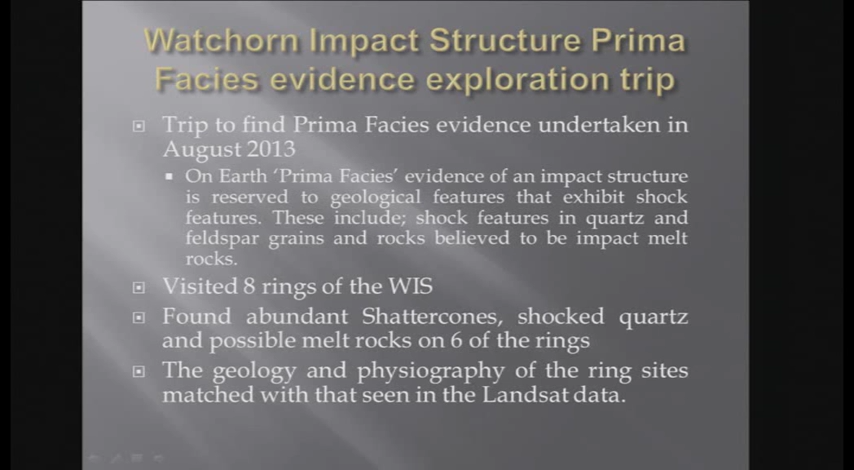 Watchorn Impact Structure Prima
Facies evidence exploration trip
Trip to find Prima Facies evidence undertaken in
August 2013
On Earth 'Prima Facies' evidence of an impact structure
is reserved to geological features that exhibit shock
features. These include; shock features in quartz and
feldspar grains and rocks believed to be impact melt
rocks.
Visited 8 rings of the WIS
Found abundant Shattercones, shocked quartz
and possible melt rocks on 6 of the rings
The geology and physiography of the ring sites
matched with that seen in the Landsat data.